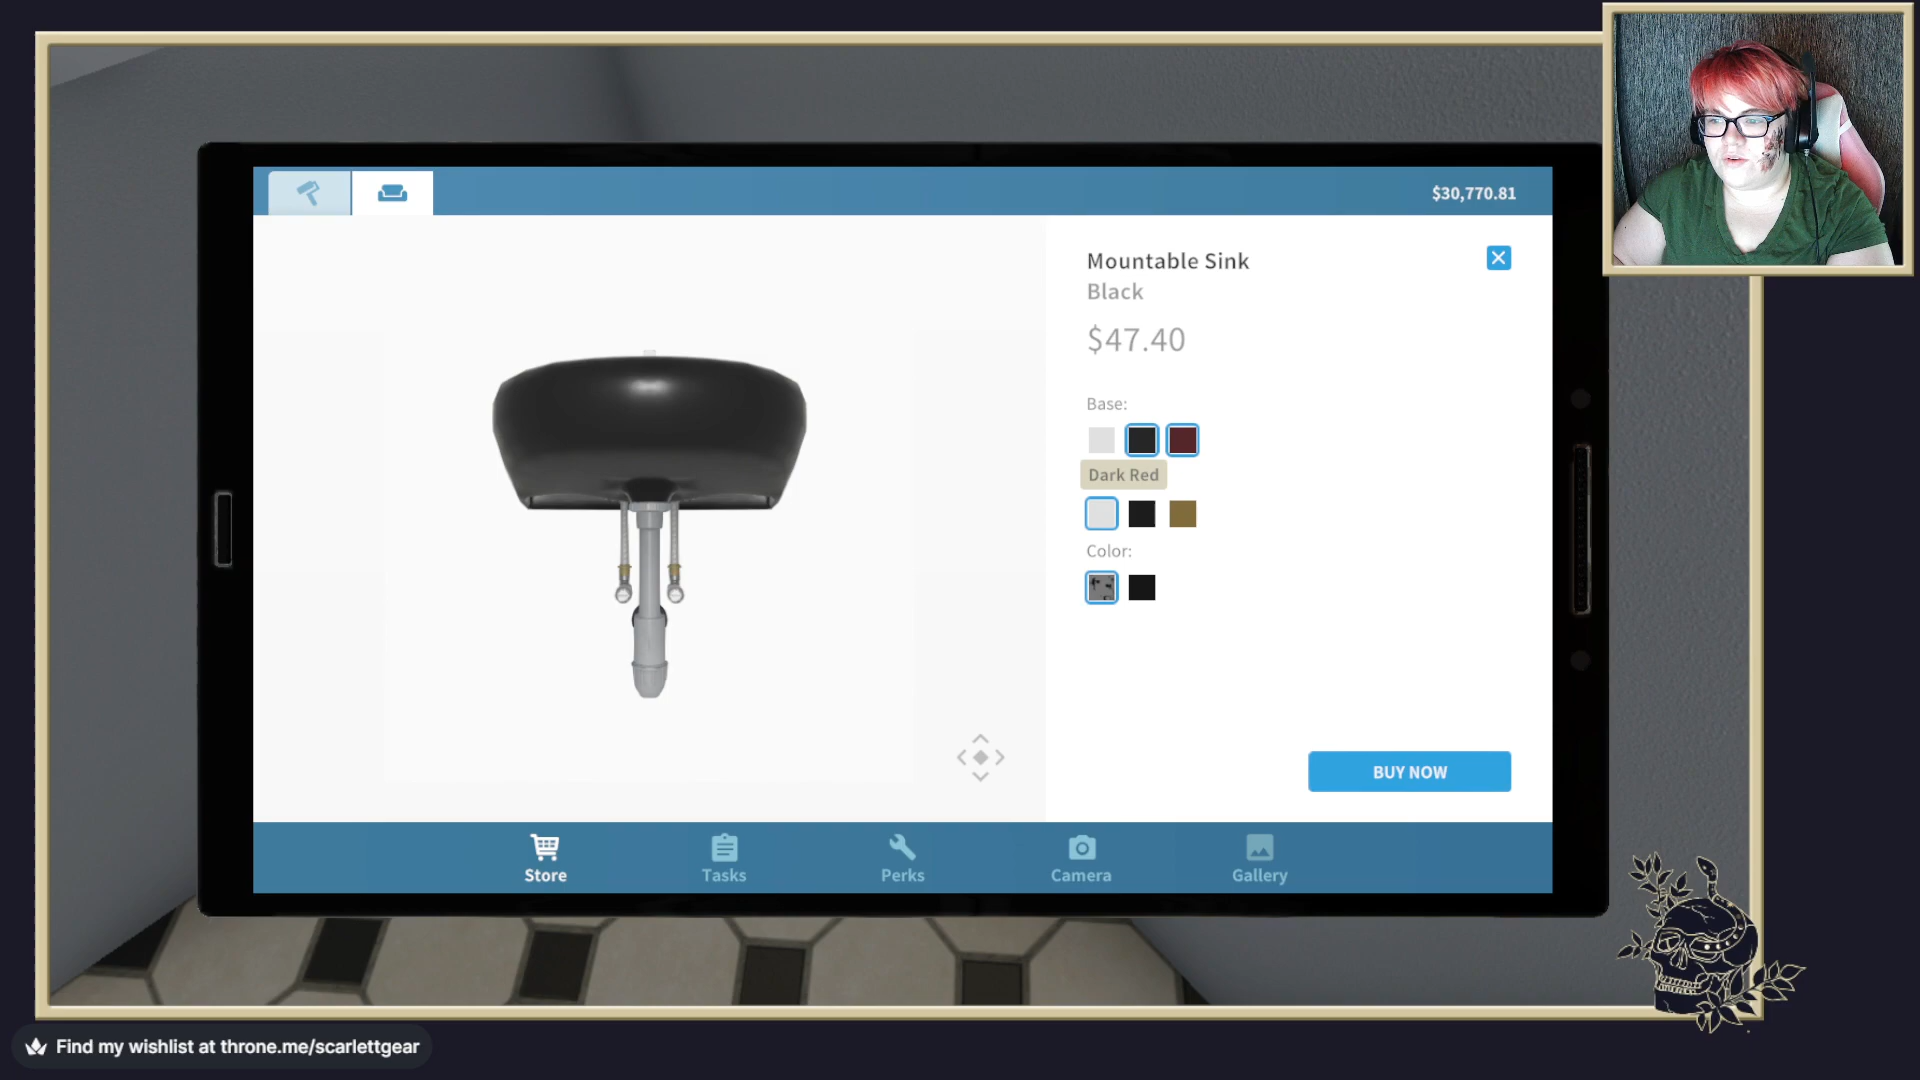 $30,770.81
Mountable Sink
Black
$47.40
Base:
Dark Red
Color:
BUY NOW
Store
Tasks
Perks
Camera
Gallery
Find my wishlist at throne.me/scarlettgear